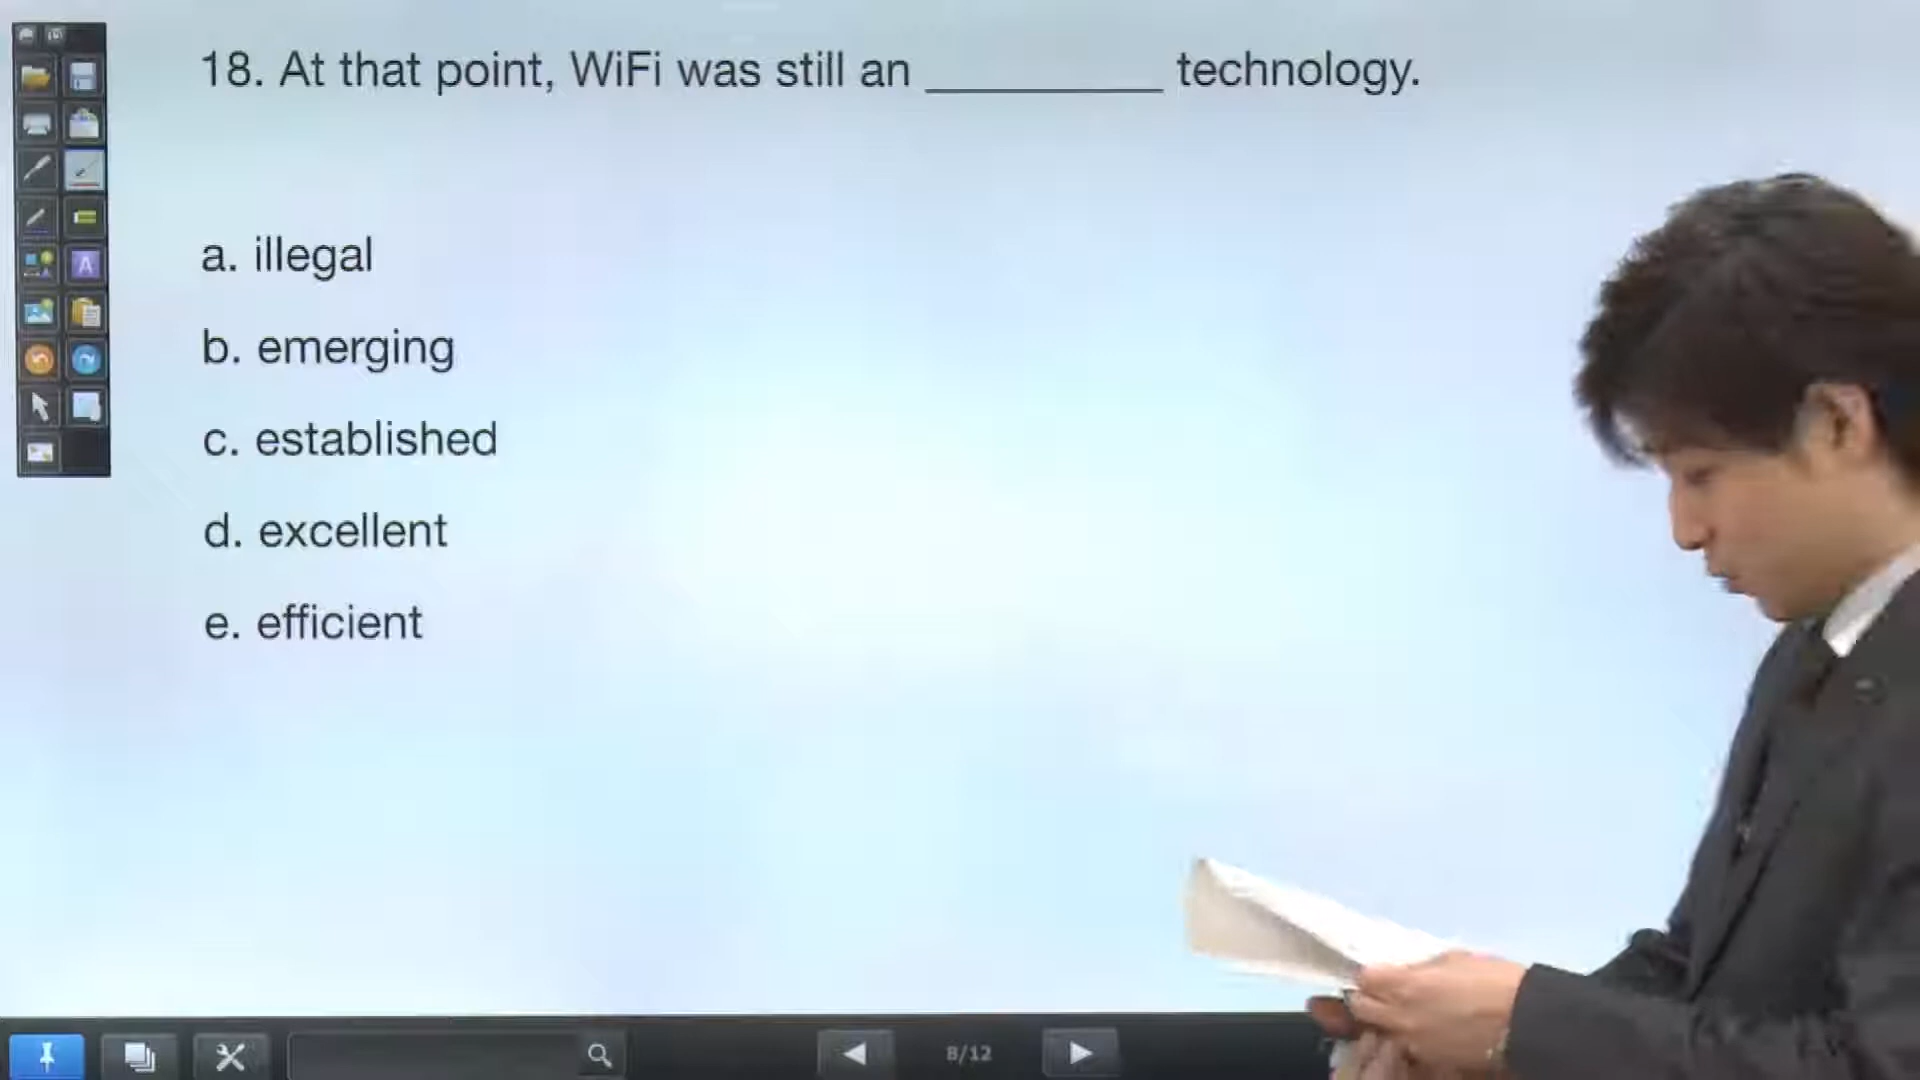 18. At that point, WiFi was still an __________ technology.
a. illegal
b. emerging
c. established
d. excellent
e. efficient
A
8/12